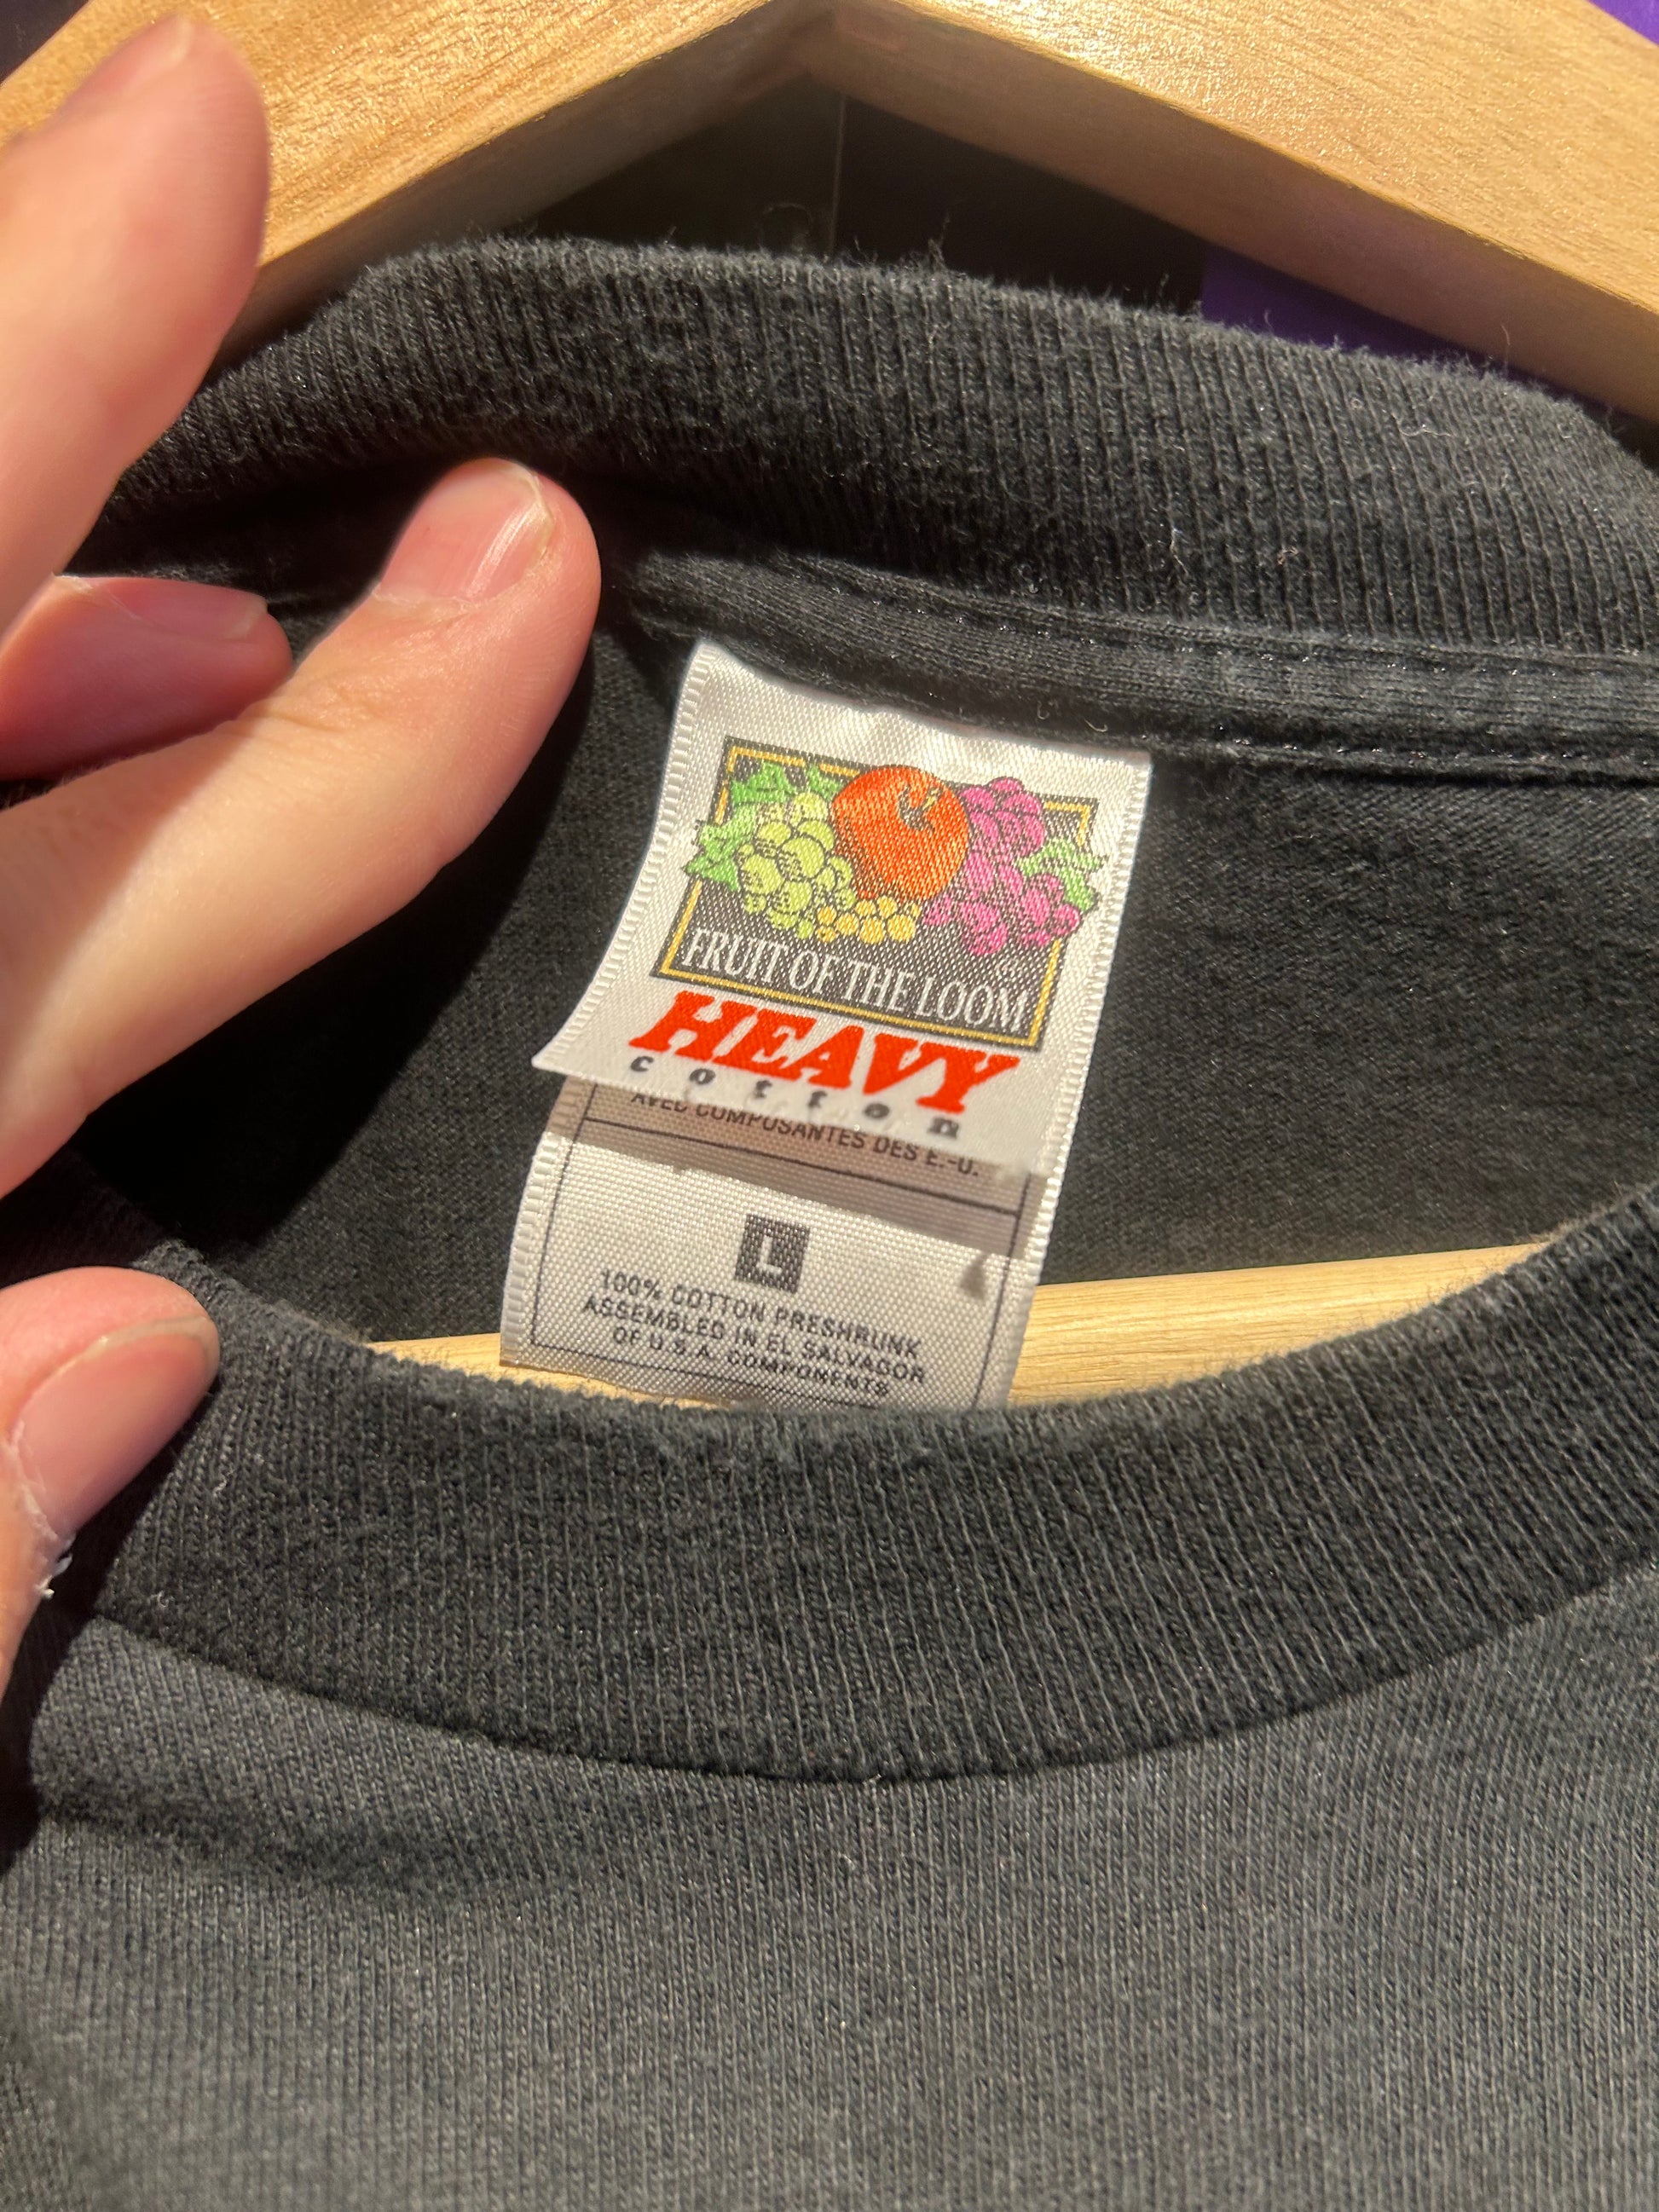 FRUIT OF THE LOOM
HEAVY
cotton
AVEC COMPOSANTES DES É.-U.
L
100% COTTON PRESHRUNK
ASSEMBLED IN EL SALVADOR
OF U.S.A. COMPONENTS